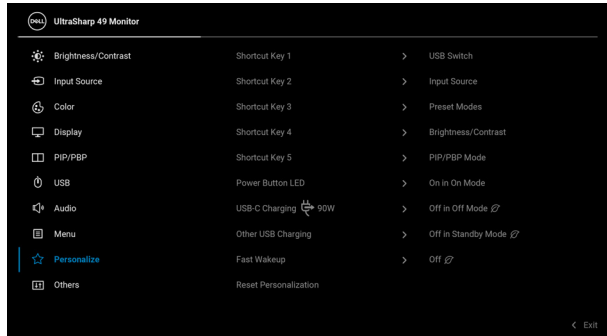 DELL UltraSharp 49 Monitor
Brightness/Contrast Shortcut Key 1 > USB Switch
Input Source Shortcut Key 2 > Input Source
Color Shortcut Key 3 > Preset Modes
Display Shortcut Key 4 > Brightness/Contrast
PIP/PBP Shortcut Key 5 > PIP/PBP Mode
USB Power Button LED > On in On Mode
Audio USB-C Charging 90W > Off in Off Mode
Menu Other USB Charging > Off in Standby Mode
Personalize Fast Wakeup > Off
Others Reset Personalization
< Exit